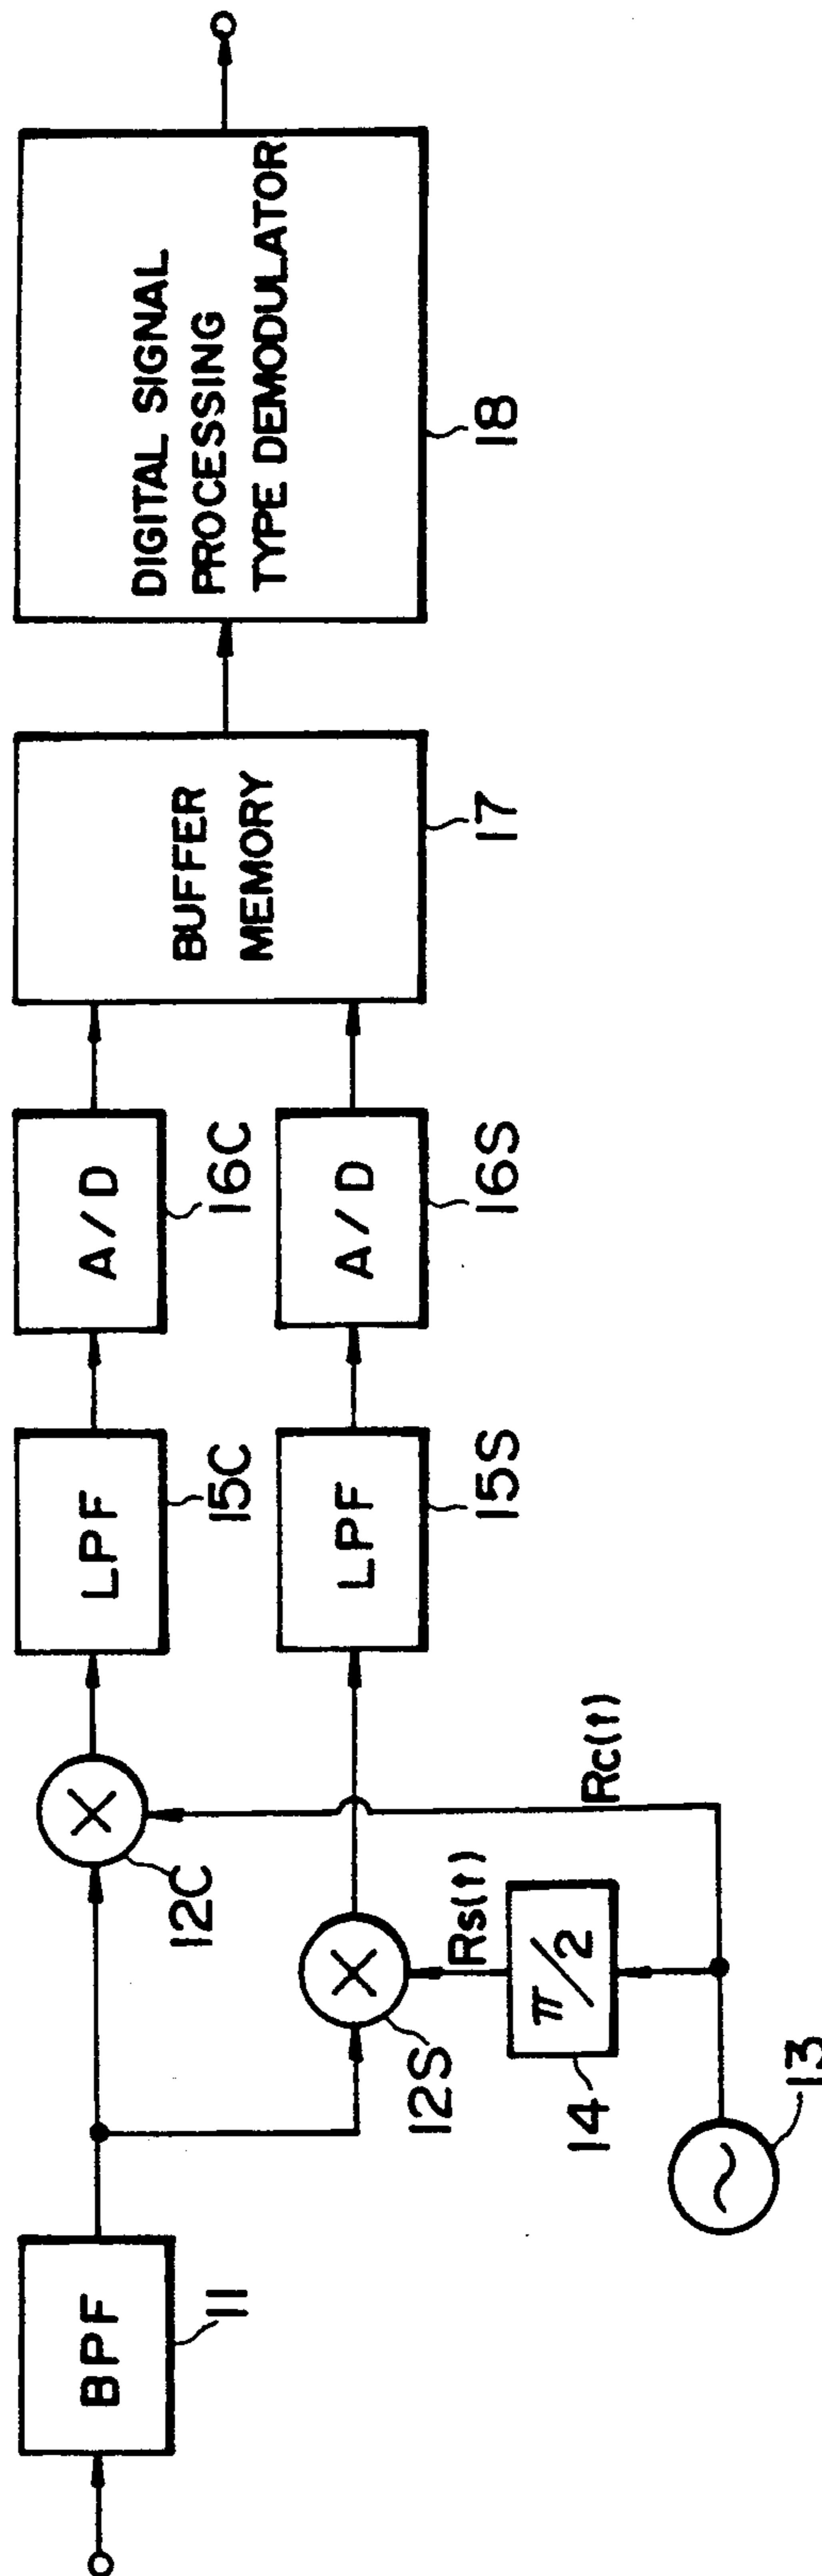 BPF
11
12C
12S
Rs(t)
Rc(t)
π/2
14
13
LPF
15C
LPF
15S
A/D
16C
A/D
16S
BUFFER
MEMORY
17
DIGITAL SIGNAL
PROCESSING
TYPE DEMODULATOR
18